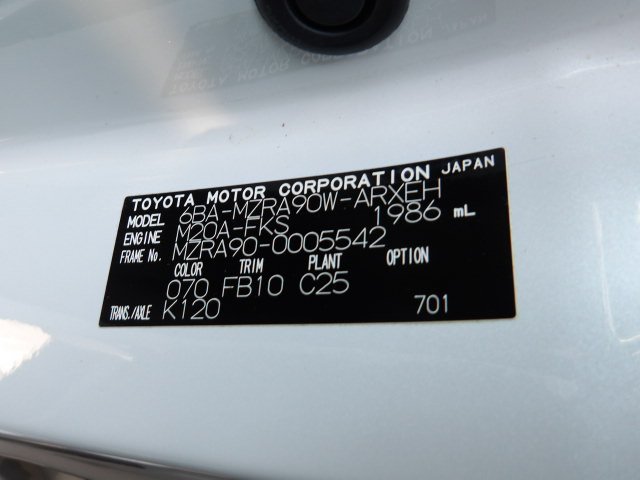 TOYOTA MOTOR CORPORATION JAPAN
MODEL 6BA-MZRA90W-ARXEH
ENGINE M20A-FKS 1986 mL
FRAME No. MZRA90-0005542
COLOR TRIM PLANT OPTION
070 FB10 C25
TRANS./AXLE K120 701